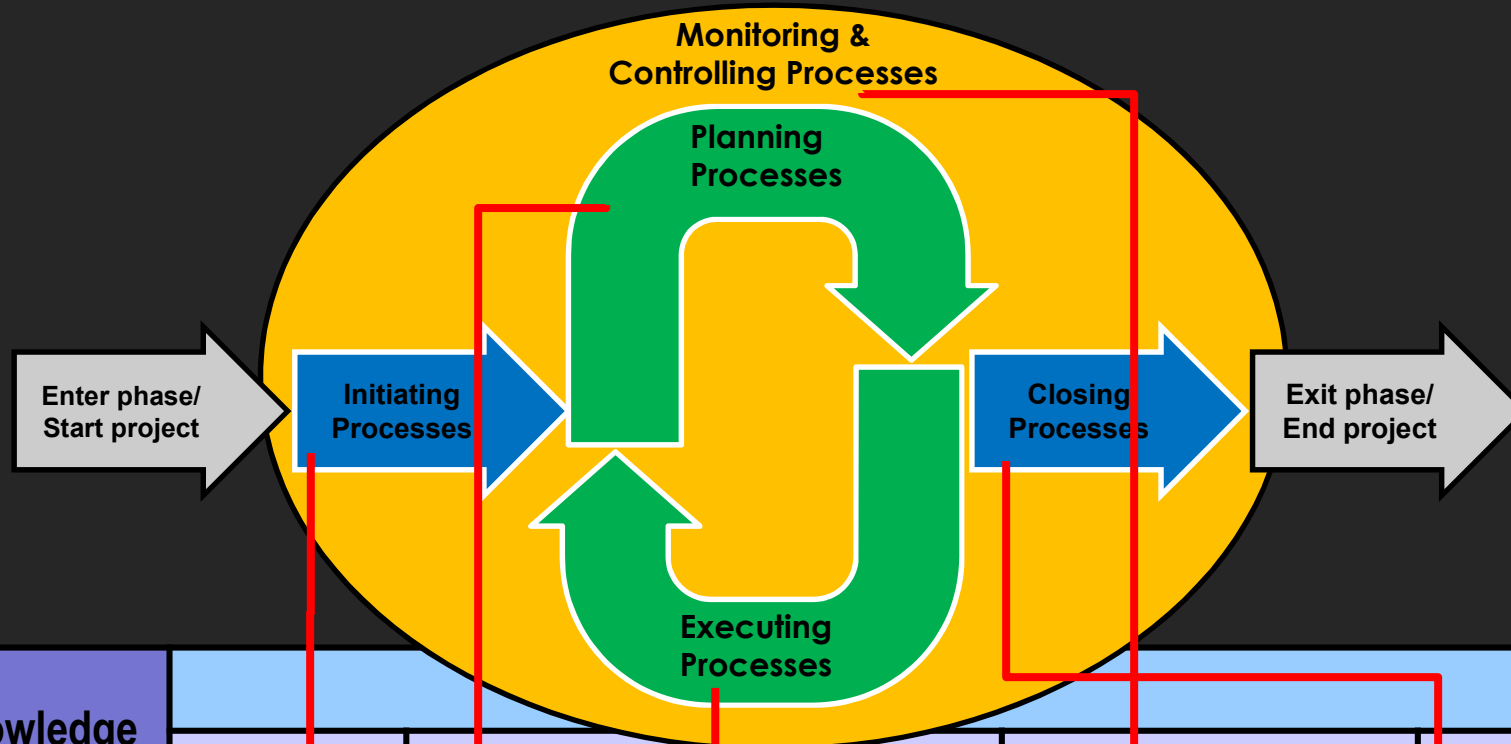 Monitoring &
Controlling Processes
Planning
Processes
Enter phase/
Start project
Initiating
Processes
Closing
Processes
Exit phase/
End project
Executing
Processes
owledge